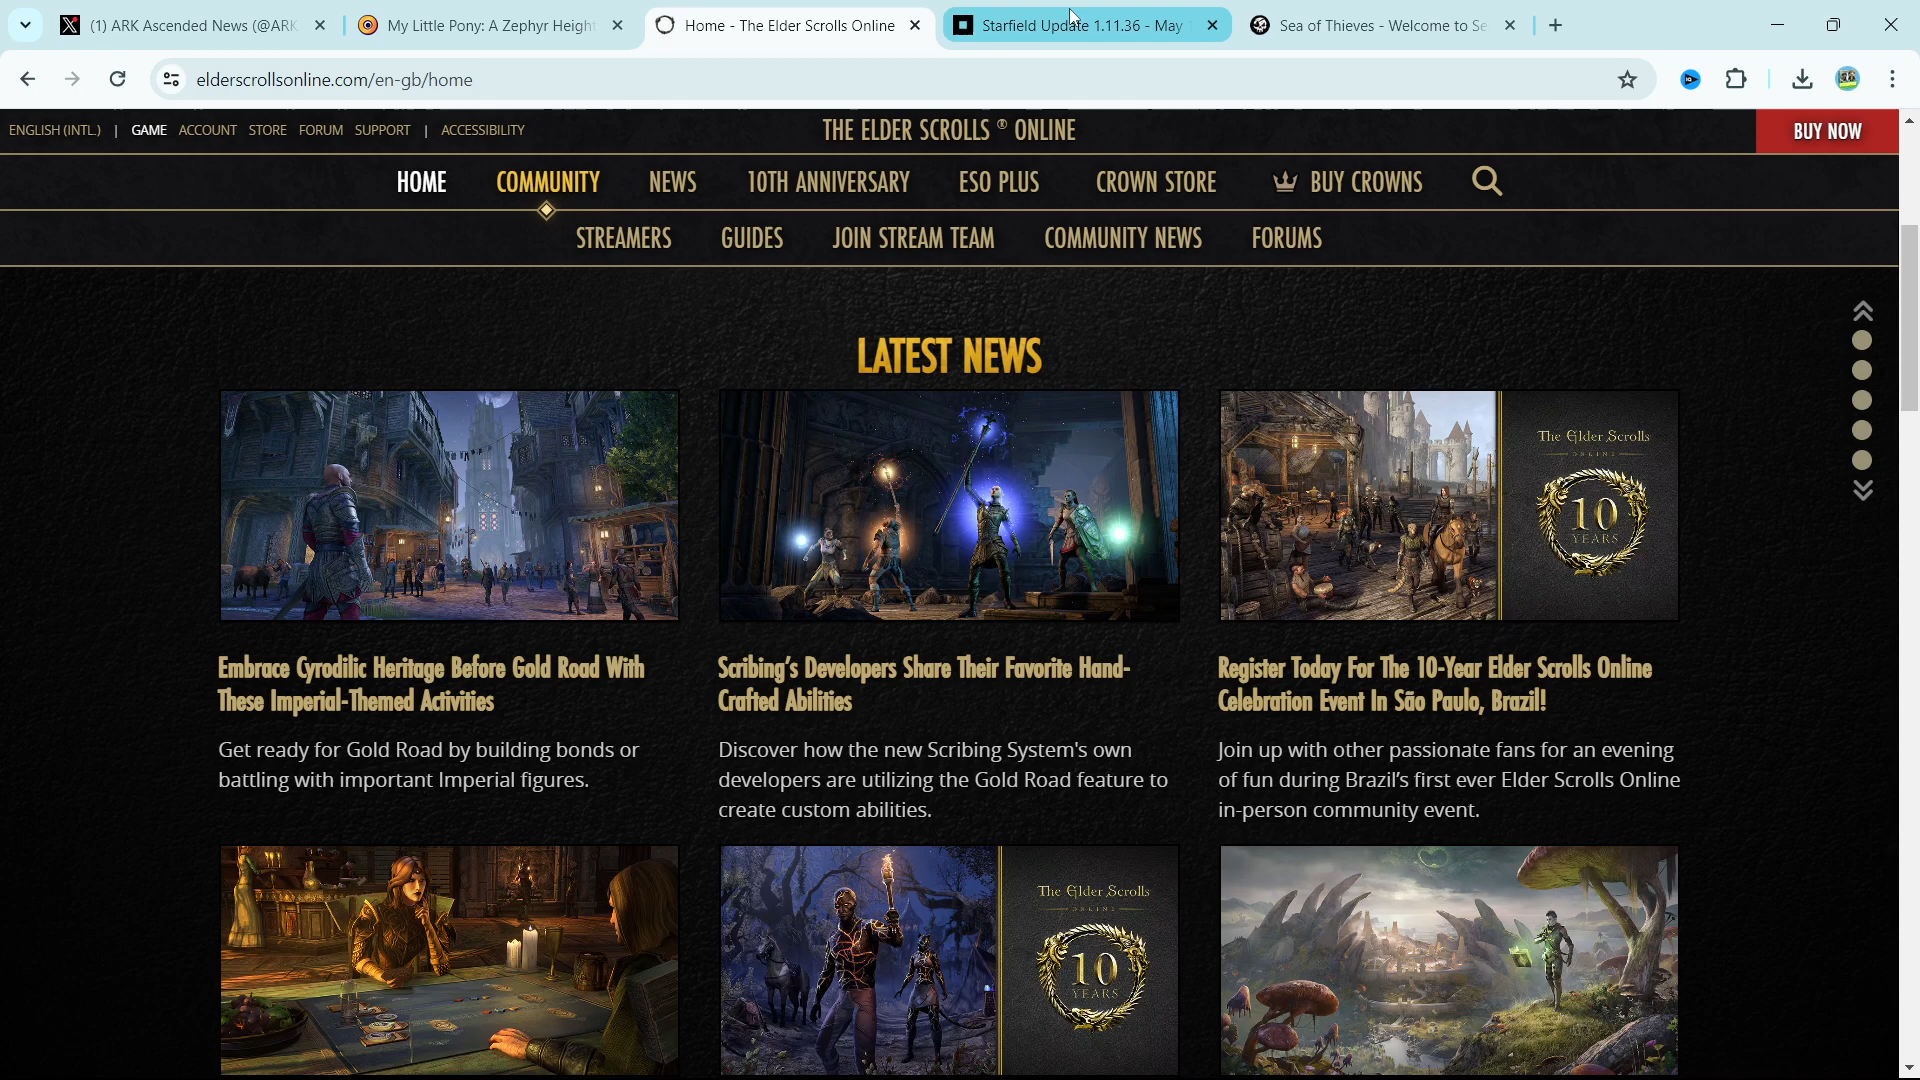 (1) ARK Ascended News (@ARK
My Little Pony: A Zephyr Height
Home - The Elder Scrolls Online
Starfield Update 1.11.36 - May
Sea of Thieves - Welcome to Se
elderscrollsonline.com/en-gb/home
ENGLISH (INTL.) | GAME ACCOUNT STORE FORUM SUPPORT | ACCESSIBILITY
THE ELDER SCROLLS ® ONLINE
BUY NOW
HOME COMMUNITY NEWS 10TH ANNIVERSARY ESO PLUS CROWN STORE BUY CROWNS
STREAMERS GUIDES JOIN STREAM TEAM COMMUNITY NEWS FORUMS
LATEST NEWS
The Elder Scrolls
ONLINE
10
YEARS
Embrace Cyrodilic Heritage Before Gold Road With
These Imperial-Themed Activities
Get ready for Gold Road by building bonds or
battling with important Imperial figures.
Scribing's Developers Share Their Favorite Hand-
Crafted Abilities
Discover how the new Scribing System's own
developers are utilizing the Gold Road feature to
create custom abilities.
Register Today For The 10-Year Elder Scrolls Online
Celebration Event In São Paulo, Brazil!
Join up with other passionate fans for an evening
of fun during Brazil's first ever Elder Scrolls Online
in-person community event.
The Elder Scrolls
ONLINE
10
YEARS